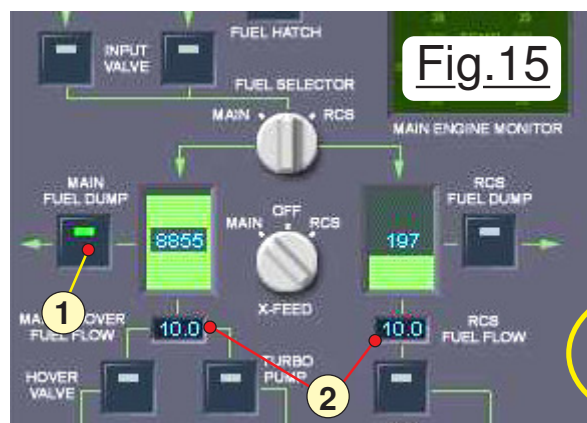 FUEL HATCH
INPUT
VALVE
Fig.15
FUEL SELECTOR
MAIN
RCS
MAIN ENGINE MONITOR
MAIN
FUEL DUMP
RCS
FUEL DUMP
OFF
MAIN
RCS
8855
197
X-FEED
1
FUEL FLOW
10.0
10.0
RCS
FUEL FLOW
HOVER
VALVE
TURBO
PUMP
2